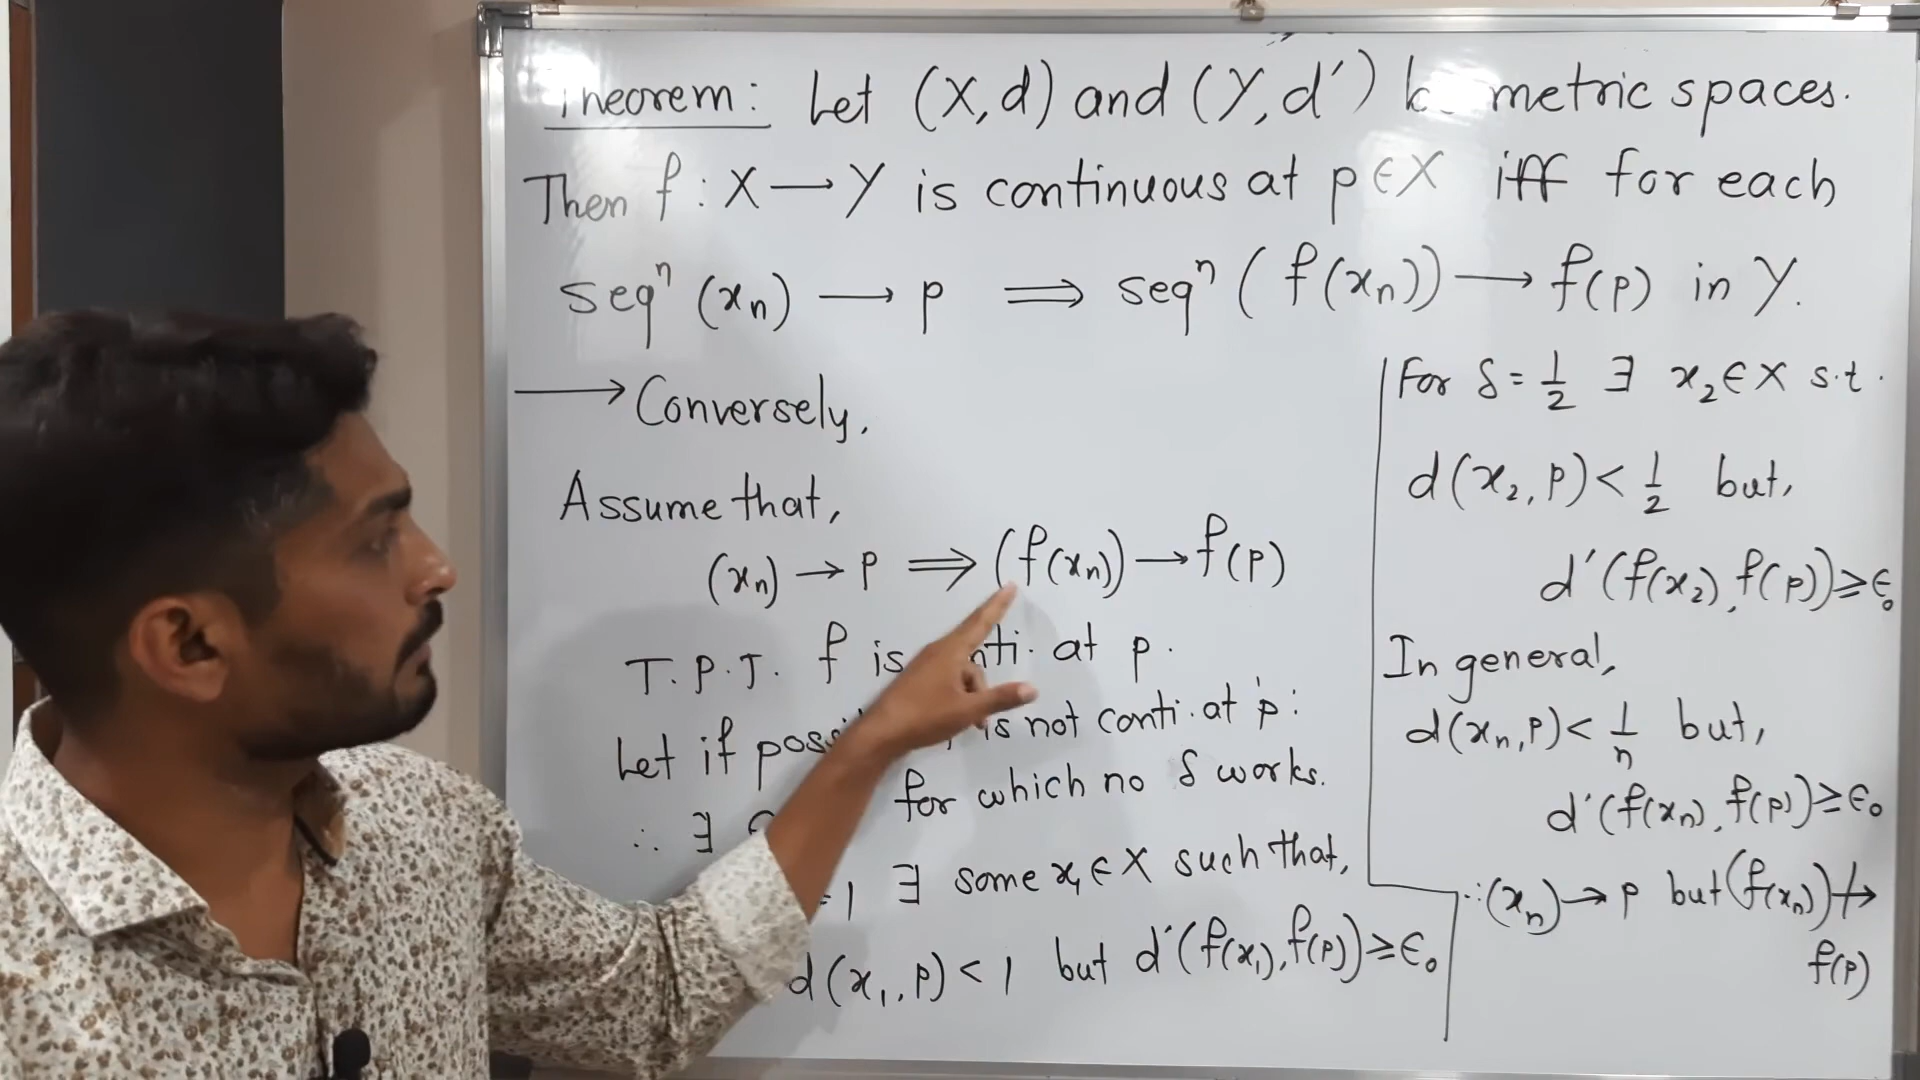 Theorem: Let (X,d) and (Y,d′) metric spaces.
Then f : X → Y is continuous at p ∈ X iff for each
seqⁿ (xₙ) → p ⟹ seqⁿ (f(xₙ)) → f(p) in Y.
→ Conversely,
Assume that,
(xₙ) → p ⟹ (f(xₙ)) → f(p)
T.P.T. f is conti. at p.
Let if is not conti. at p :
∴ ∃ for which no δ works.
=1 ∃ some x₁ ∈ X such that,
d(x₁, p) < 1 but d′(f(x₁), f(p)) ≥ ϵ₀
For δ = 1/2 ∃ x₂ ∈ X s.t.
d(x₂, p) < 1/2 but,
d′(f(x₂), f(p)) ≥ ϵ₀
In general,
d(xₙ, p) < 1/n but,
d′(f(xₙ), f(p)) ≥ ϵ₀
∴ (xₙ) → p but (f(xₙ)) ↛
f(p)